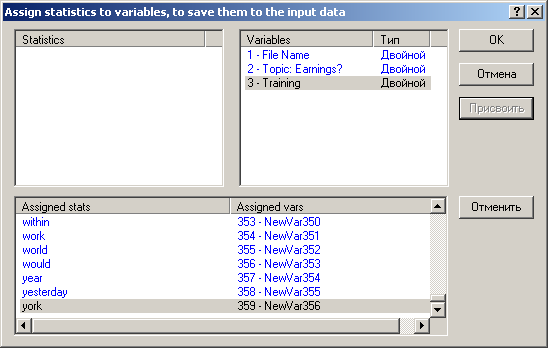 Assign statistics to variables, to save them to the input data
Statistics
Variables Тип
1 - File Name Двойной
2 - Topic: Earnings? Двойной
3 - Training Двойной
OK
Отмена
Присвоить
Assigned stats Assigned vars
within 353 - NewVar350
work 354 - NewVar351
world 355 - NewVar352
would 356 - NewVar353
year 357 - NewVar354
yesterday 358 - NewVar355
york 359 - NewVar356
Отменить